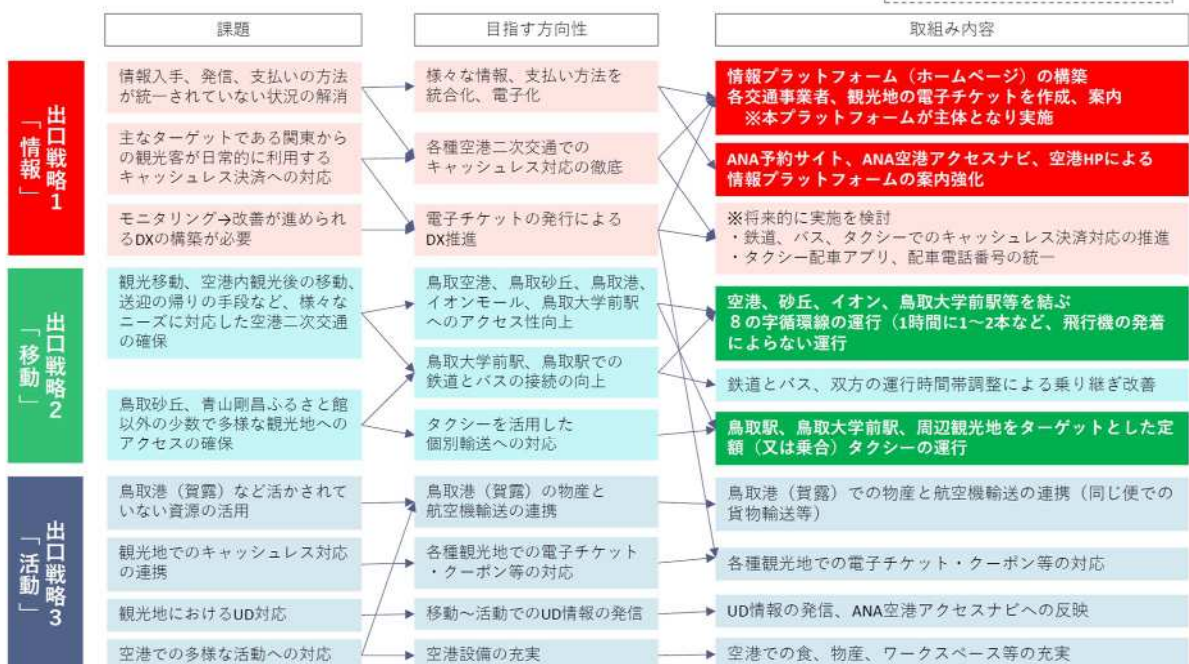 課題
目指す方向性
取組み内容
出口戦略1
「情報」
情報入手、発信、支払いの方法
が統一されていない状況の解消
主なターゲットである関東から
の観光客が日常的に利用する
キャッシュレス決済への対応
モニタリング→改善が進められ
るDXの構築が必要
様々な情報、支払い方法を
統合化、電子化
各種空港二次交通での
キャッシュレス対応の徹底
電子チケットの発行による
DX推進
情報プラットフォーム（ホームページ）の構築
各交通事業者、観光地の電子チケットを作成、案内
※本プラットフォームが主体となり実施
ANA予約サイト、ANA空港アクセスナビ、空港HPによる
情報プラットフォームの案内強化
※将来的に実施を検討
・鉄道、バス、タクシーでのキャッシュレス決済対応の推進
・タクシー配車アプリ、配車電話番号の統一
出口戦略2
「移動」
観光移動、空港内観光後の移動、
送迎の帰りの手段など、様々な
ニーズに対応した空港二次交通
の確保
鳥取砂丘、青山剛昌ふるさと館
以外の少数で多様な観光地への
アクセスの確保
鳥取空港、鳥取砂丘、鳥取港、
イオンモール、鳥取大学前駅
へのアクセス性向上
鳥取大学前駅、鳥取駅での
鉄道とバスの接続の向上
タクシーを活用した
個別輸送への対応
空港、砂丘、イオン、鳥取大学前駅等を結ぶ
８の字循環線の運行（1時間に1～2本など、飛行機の発着
によらない運行
鉄道とバス、双方の運行時間帯調整による乗り継ぎ改善
鳥取駅、鳥取大学前駅、周辺観光地をターゲットとした定
額（又は乗合）タクシーの運行
出口戦略3
「活動」
鳥取港（賀露）など活かされて
いない資源の活用
観光地でのキャッシュレス対応
の連携
観光地におけるUD対応
空港での多様な活動への対応
鳥取港（賀露）の物産と
航空機輸送の連携
各種観光地での電子チケット
・クーポン等の対応
移動～活動でのUD情報の発信
空港設備の充実
鳥取港（賀露）での物産と航空機輸送の連携（同じ便での
貨物輸送等）
各種観光地での電子チケット・クーポン等の対応
UD情報の発信、ANA空港アクセスナビへの反映
空港での食、物産、ワークスペース等の充実